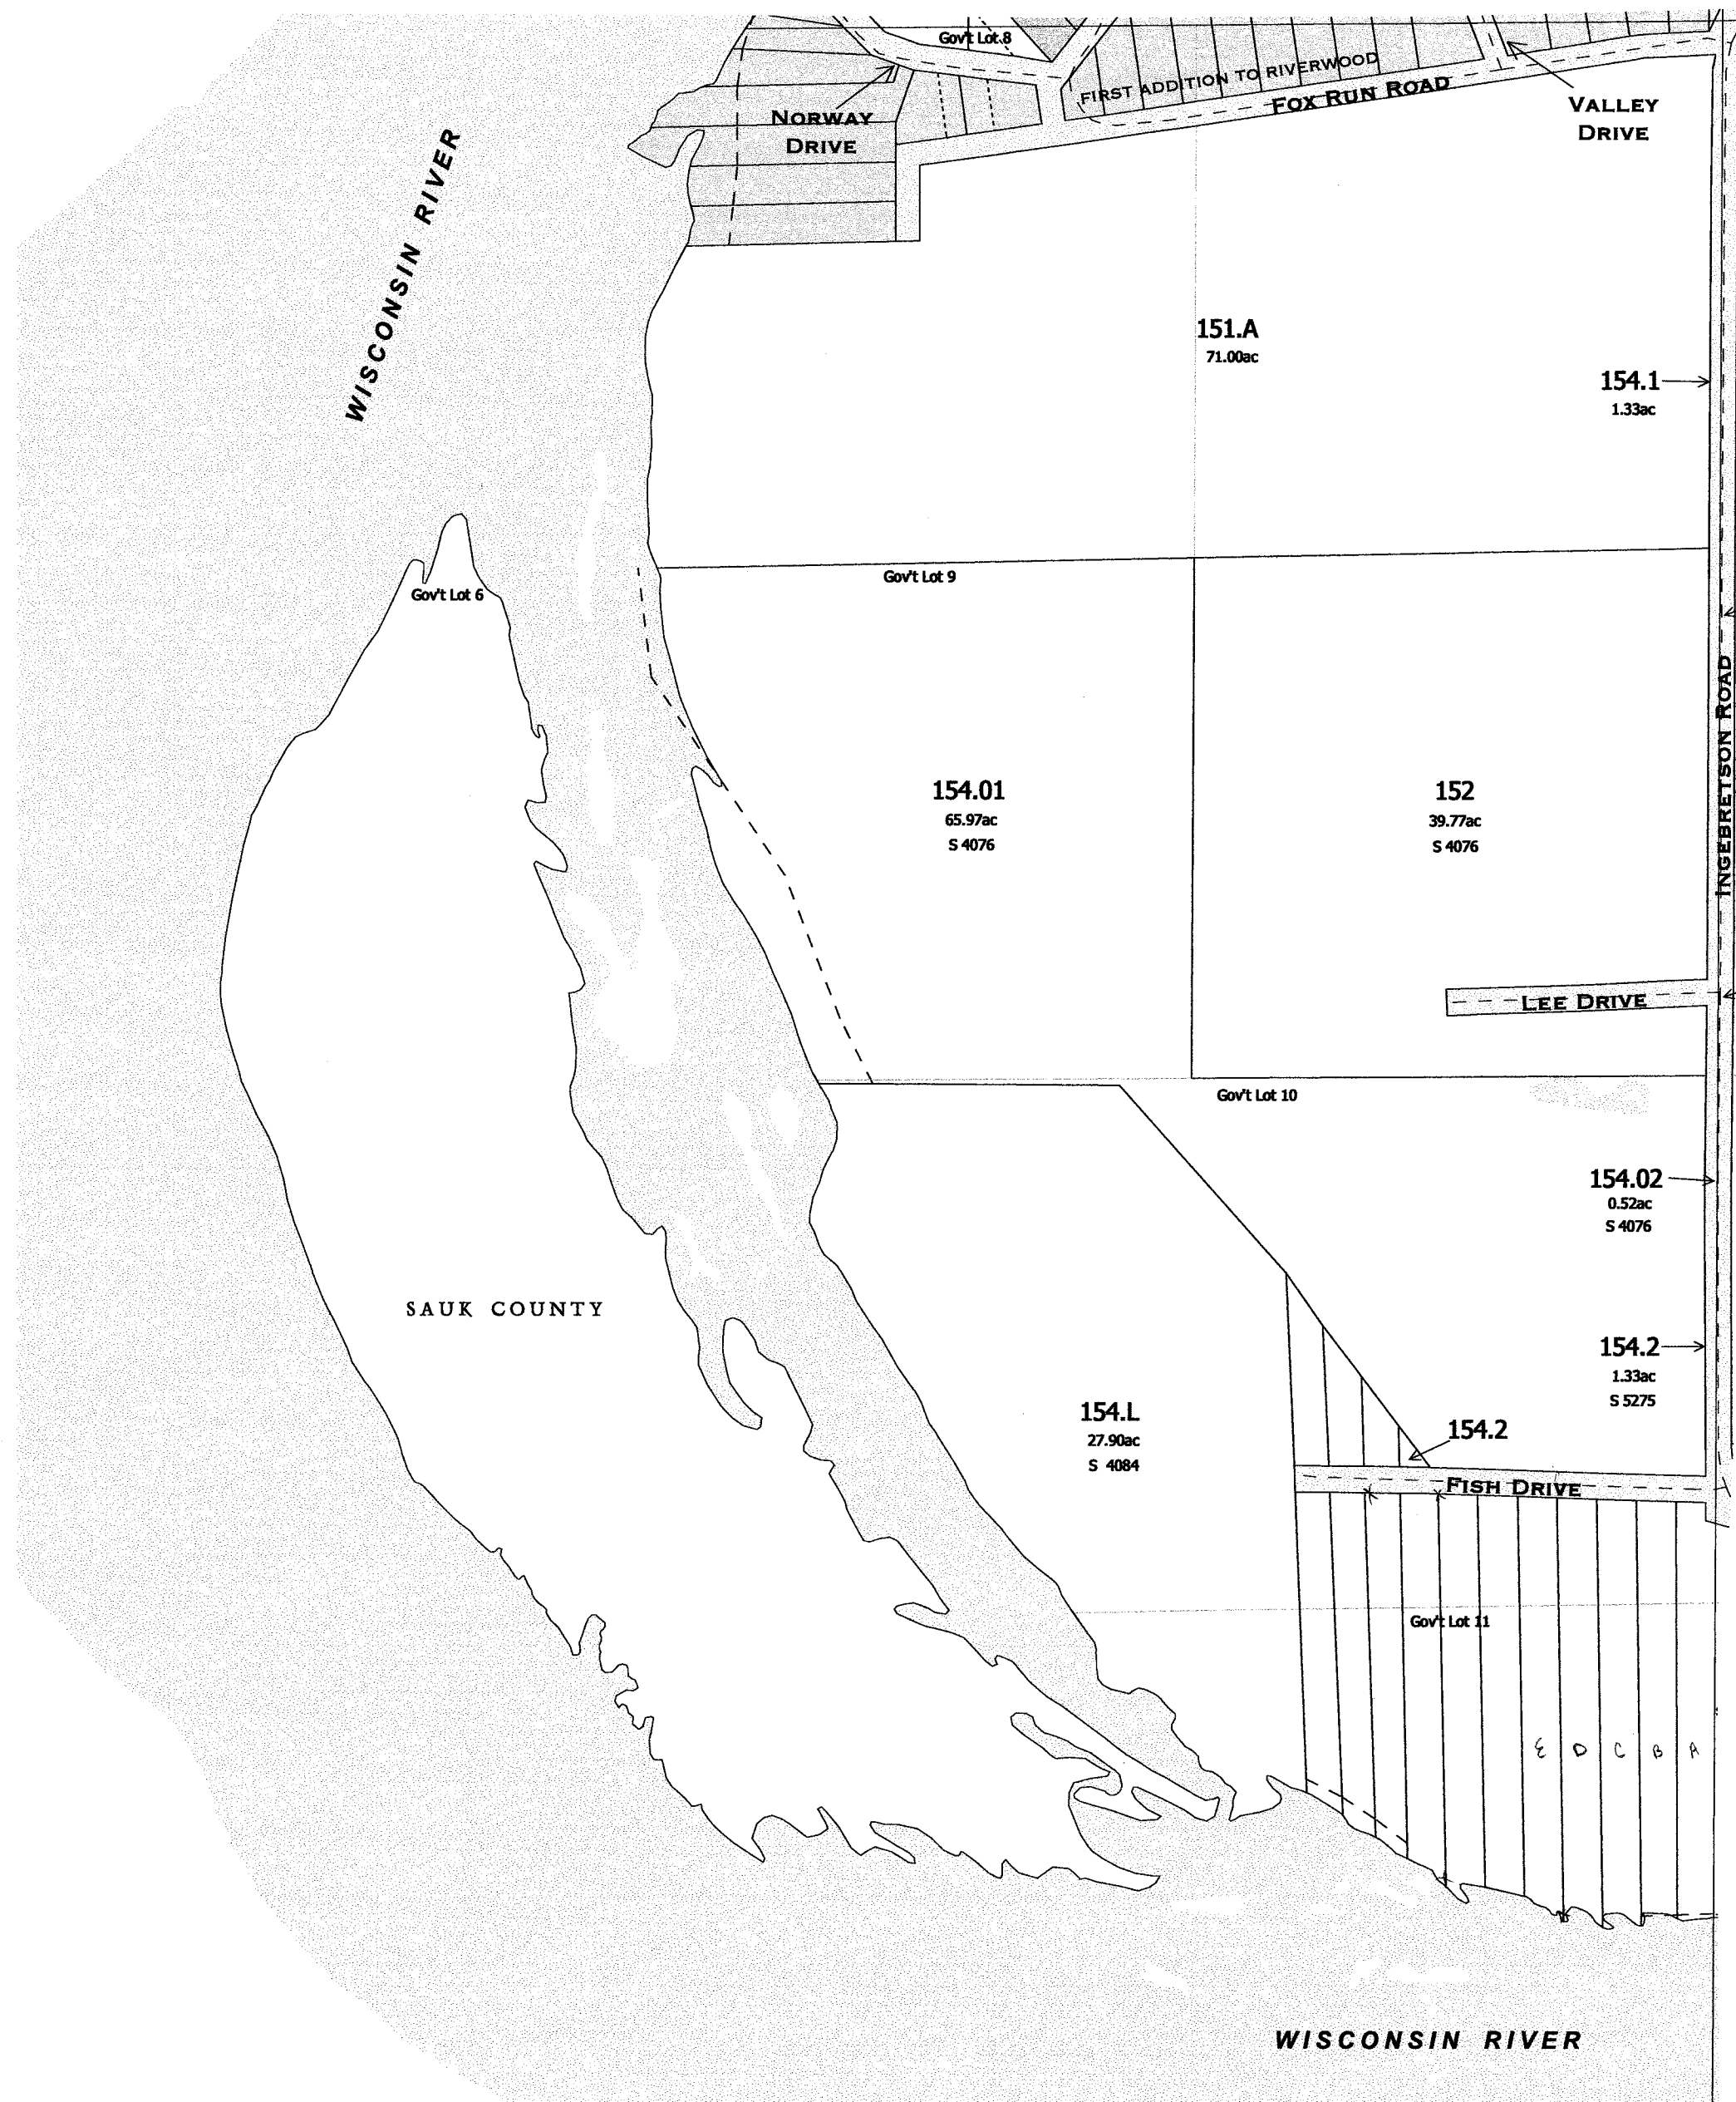 Gov't Lot 8
FIRST ADDITION TO RIVERWOOD
FOX RUN ROAD
NORWAY
DRIVE
VALLEY
DRIVE
WISCONSIN RIVER
151.A
71.00ac
154.1
1.33ac
Gov't Lot 9
Gov't Lot 6
INGEBRETSON ROAD
154.01
65.97ac
S 4076
152
39.77ac
S 4076
LEE DRIVE
Gov't Lot 10
154.02
0.52ac
S 4076
SAUK COUNTY
154.2
1.33ac
S 5275
154.L
27.90ac
S 4084
154.2
FISH DRIVE
Gov't Lot 11
E D C B A
WISCONSIN RIVER